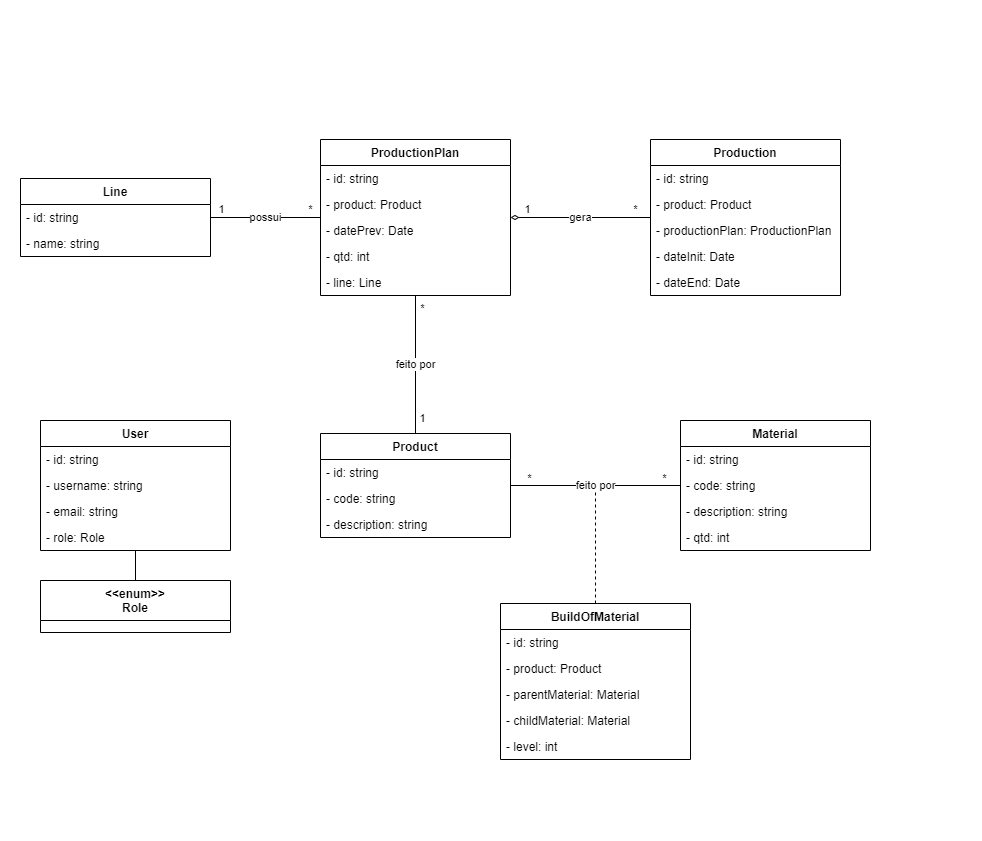 Line
- id: string
- name: string
1
possui
*
ProductionPlan
- id: string
- product: Product
- datePrev: Date
- qtd: int
- line: Line
1
gera
*
Production
- id: string
- product: Product
- productionPlan: ProductionPlan
- dateInit: Date
- dateEnd: Date
*
feito por
1
User
- id: string
- username: string
- email: string
- role: Role
<<enum>>
Role
Product
- id: string
- code: string
- description: string
*
feito por
*
Material
- id: string
- code: string
- description: string
- qtd: int
BuildOfMaterial
- id: string
- product: Product
- parentMaterial: Material
- childMaterial: Material
- level: int